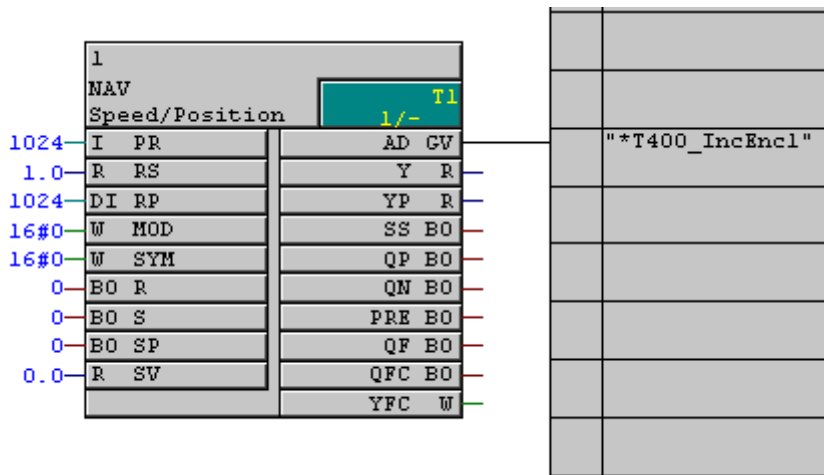 1
NAV T1
Speed/Position 1/-
1024 I PR AD GV "*T400_IncEnc1"
1.0 R RS Y R
1024 DI RP YP R
16#0 W MOD SS BO
16#0 W SYM QP BO
0 BO R QN BO
0 BO S PRE BO
0 BO SP QF BO
0.0 R SV QFC BO
YFC W